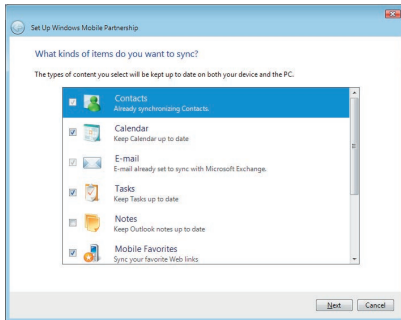 Set Up Windows Mobile Partnership
What kinds of items do you want to sync?
The types of content you select will be kept up to date on both your device and the PC.
Contacts
Already synchronizing Contacts.
Calendar
Keep Calendar up to date
E-mail
E-mail already set to sync with Microsoft Exchange.
Tasks
Keep Tasks up to date
Notes
Keep Outlook notes up to date
Mobile Favorites
Sync your favorite Web links
Next Cancel